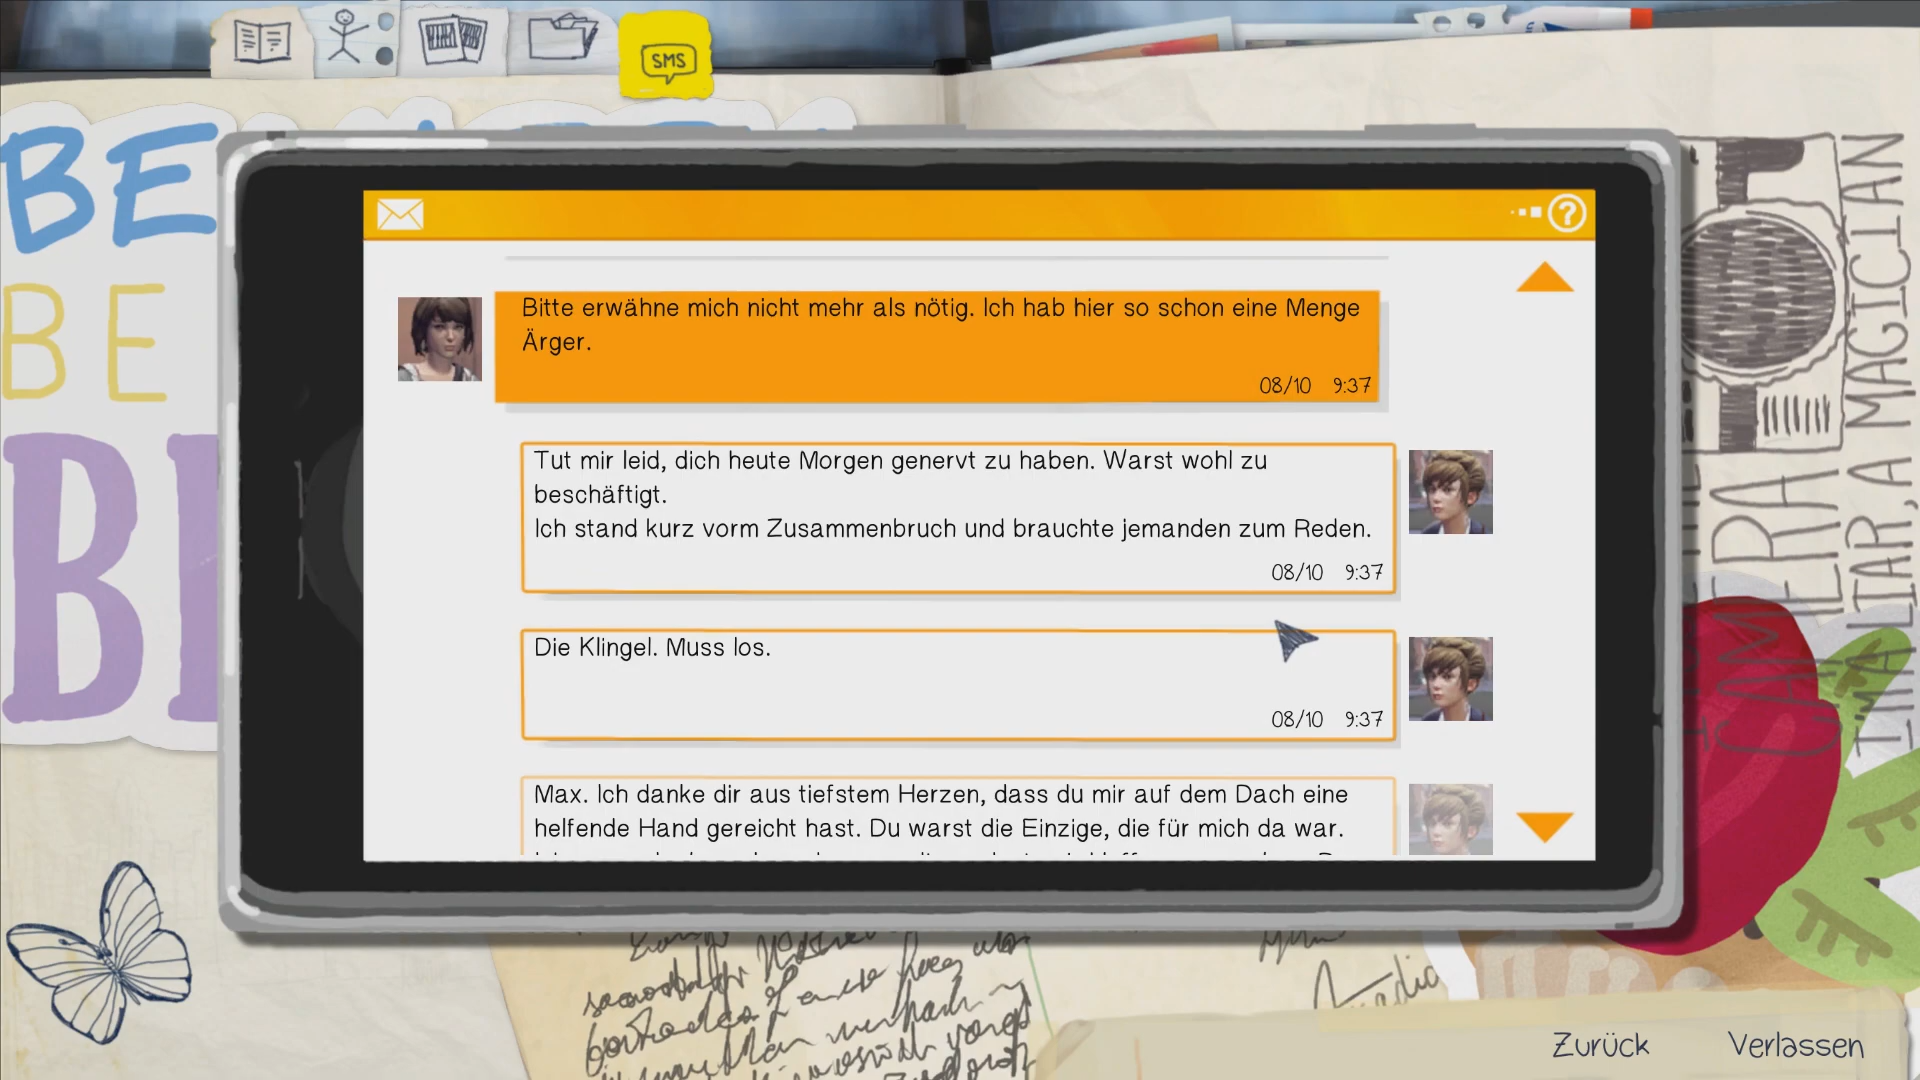 SMS
BE
BE
Bitte erwähne mich nicht mehr als nötig. Ich hab hier so schon eine Menge
Ärger.
08/10 9:37
Tut mir leid, dich heute Morgen genervt zu haben. Warst wohl zu
beschäftigt.
Ich stand kurz vorm Zusammenbruch und brauchte jemanden zum Reden.
08/10 9:37
Die Klingel. Muss los.
08/10 9:37
Max. Ich danke dir aus tiefstem Herzen, dass du mir auf dem Dach eine
helfende Hand gereicht hast. Du warst die Einzige, die für mich da war.
CAMERA
IM A LIAR, A MAGICIAN
Zurück
Verlassen